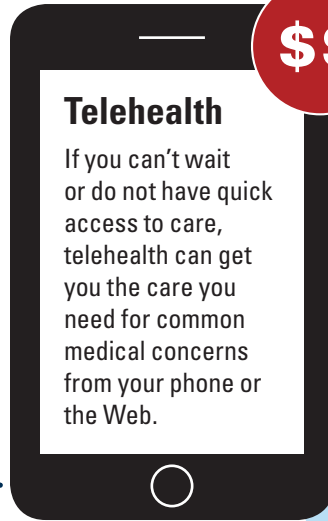 $$
Telehealth
If you can't wait
or do not have quick
access to care,
telehealth can get
you the care you
need for common
medical concerns
from your phone or
the Web.